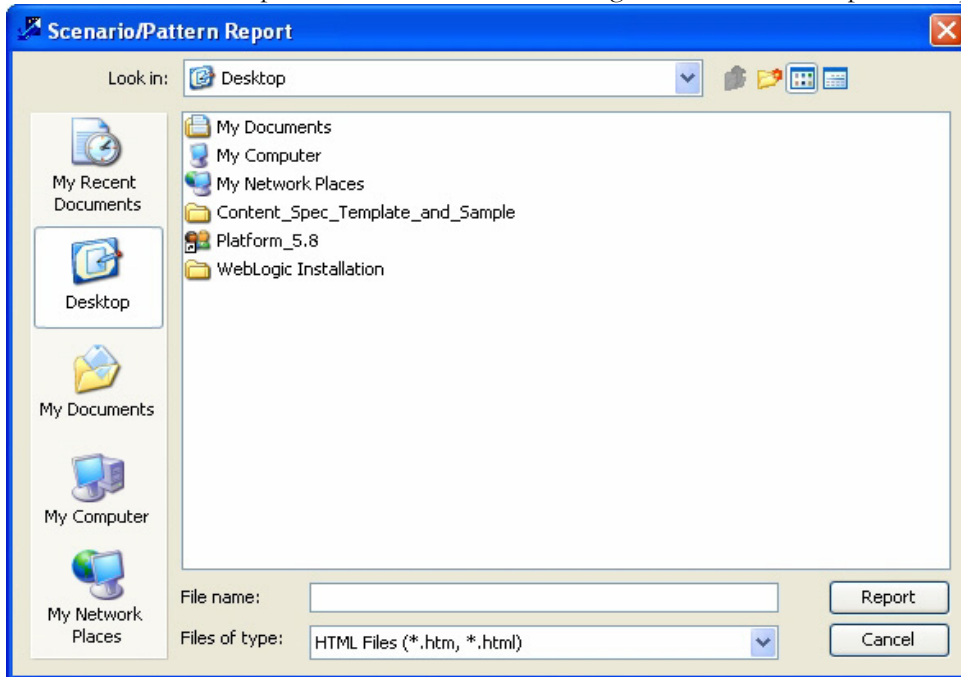 Scenario/Pattern Report
Look in:
Desktop
My Recent
Documents
Desktop
My Documents
My Computer
My Network
Places
My Documents
My Computer
My Network Places
Content_Spec_Template_and_Sample
Platform_5.8
WebLogic Installation
File name:
Report
Files of type:
HTML Files (*.htm, *.html)
Cancel